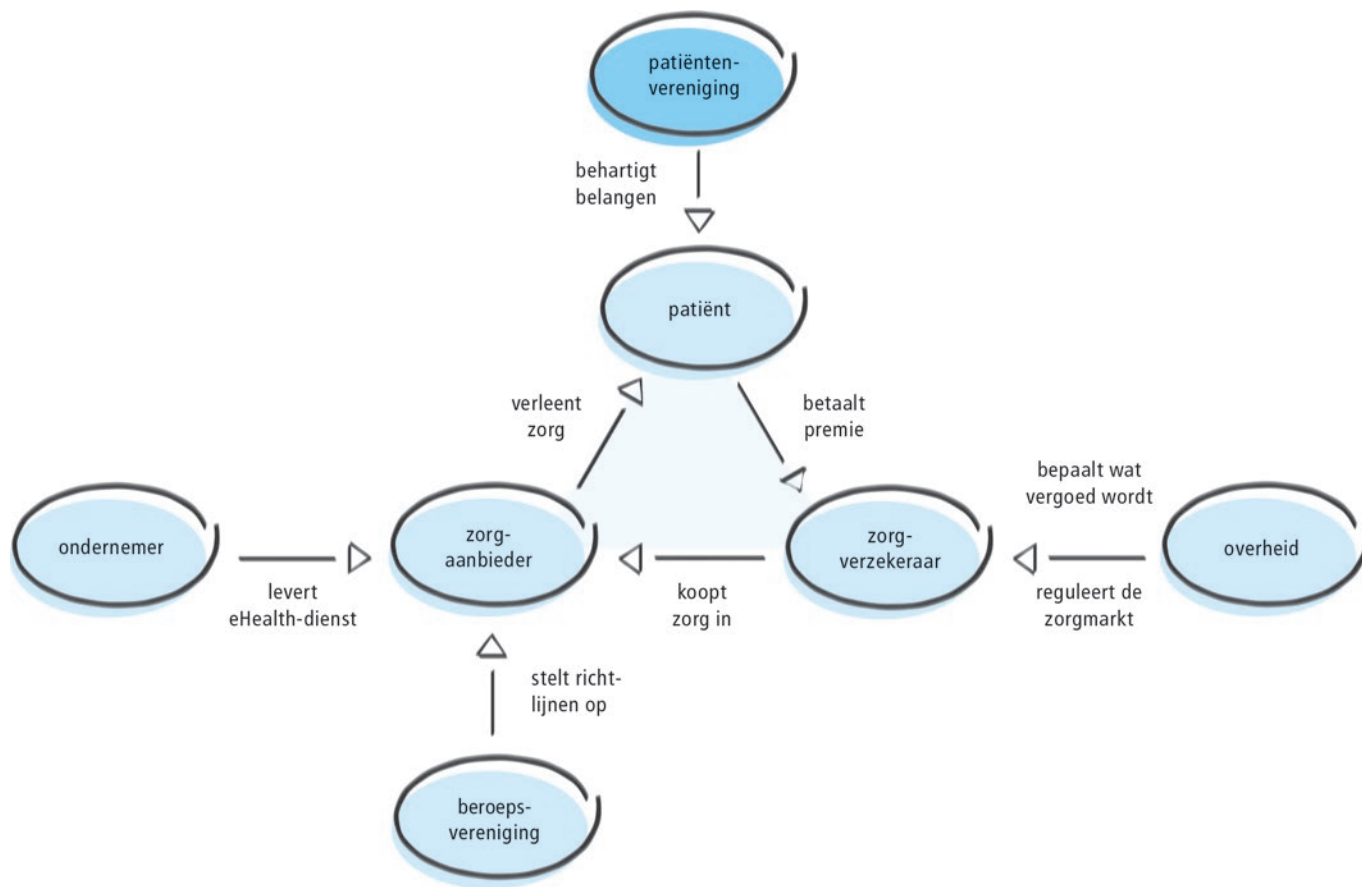 patiënten-
vereniging
behartigt
belangen
patiënt
verleent
zorg
betaalt
premie
bepaalt wat
vergoed wordt
ondernemer
zorg-
aanbieder
zorg-
verzekeraar
overheid
levert
eHealth-dienst
koopt
zorg in
reguleert de
zorgmarkt
stelt richt-
lijnen op
beroeps-
vereniging